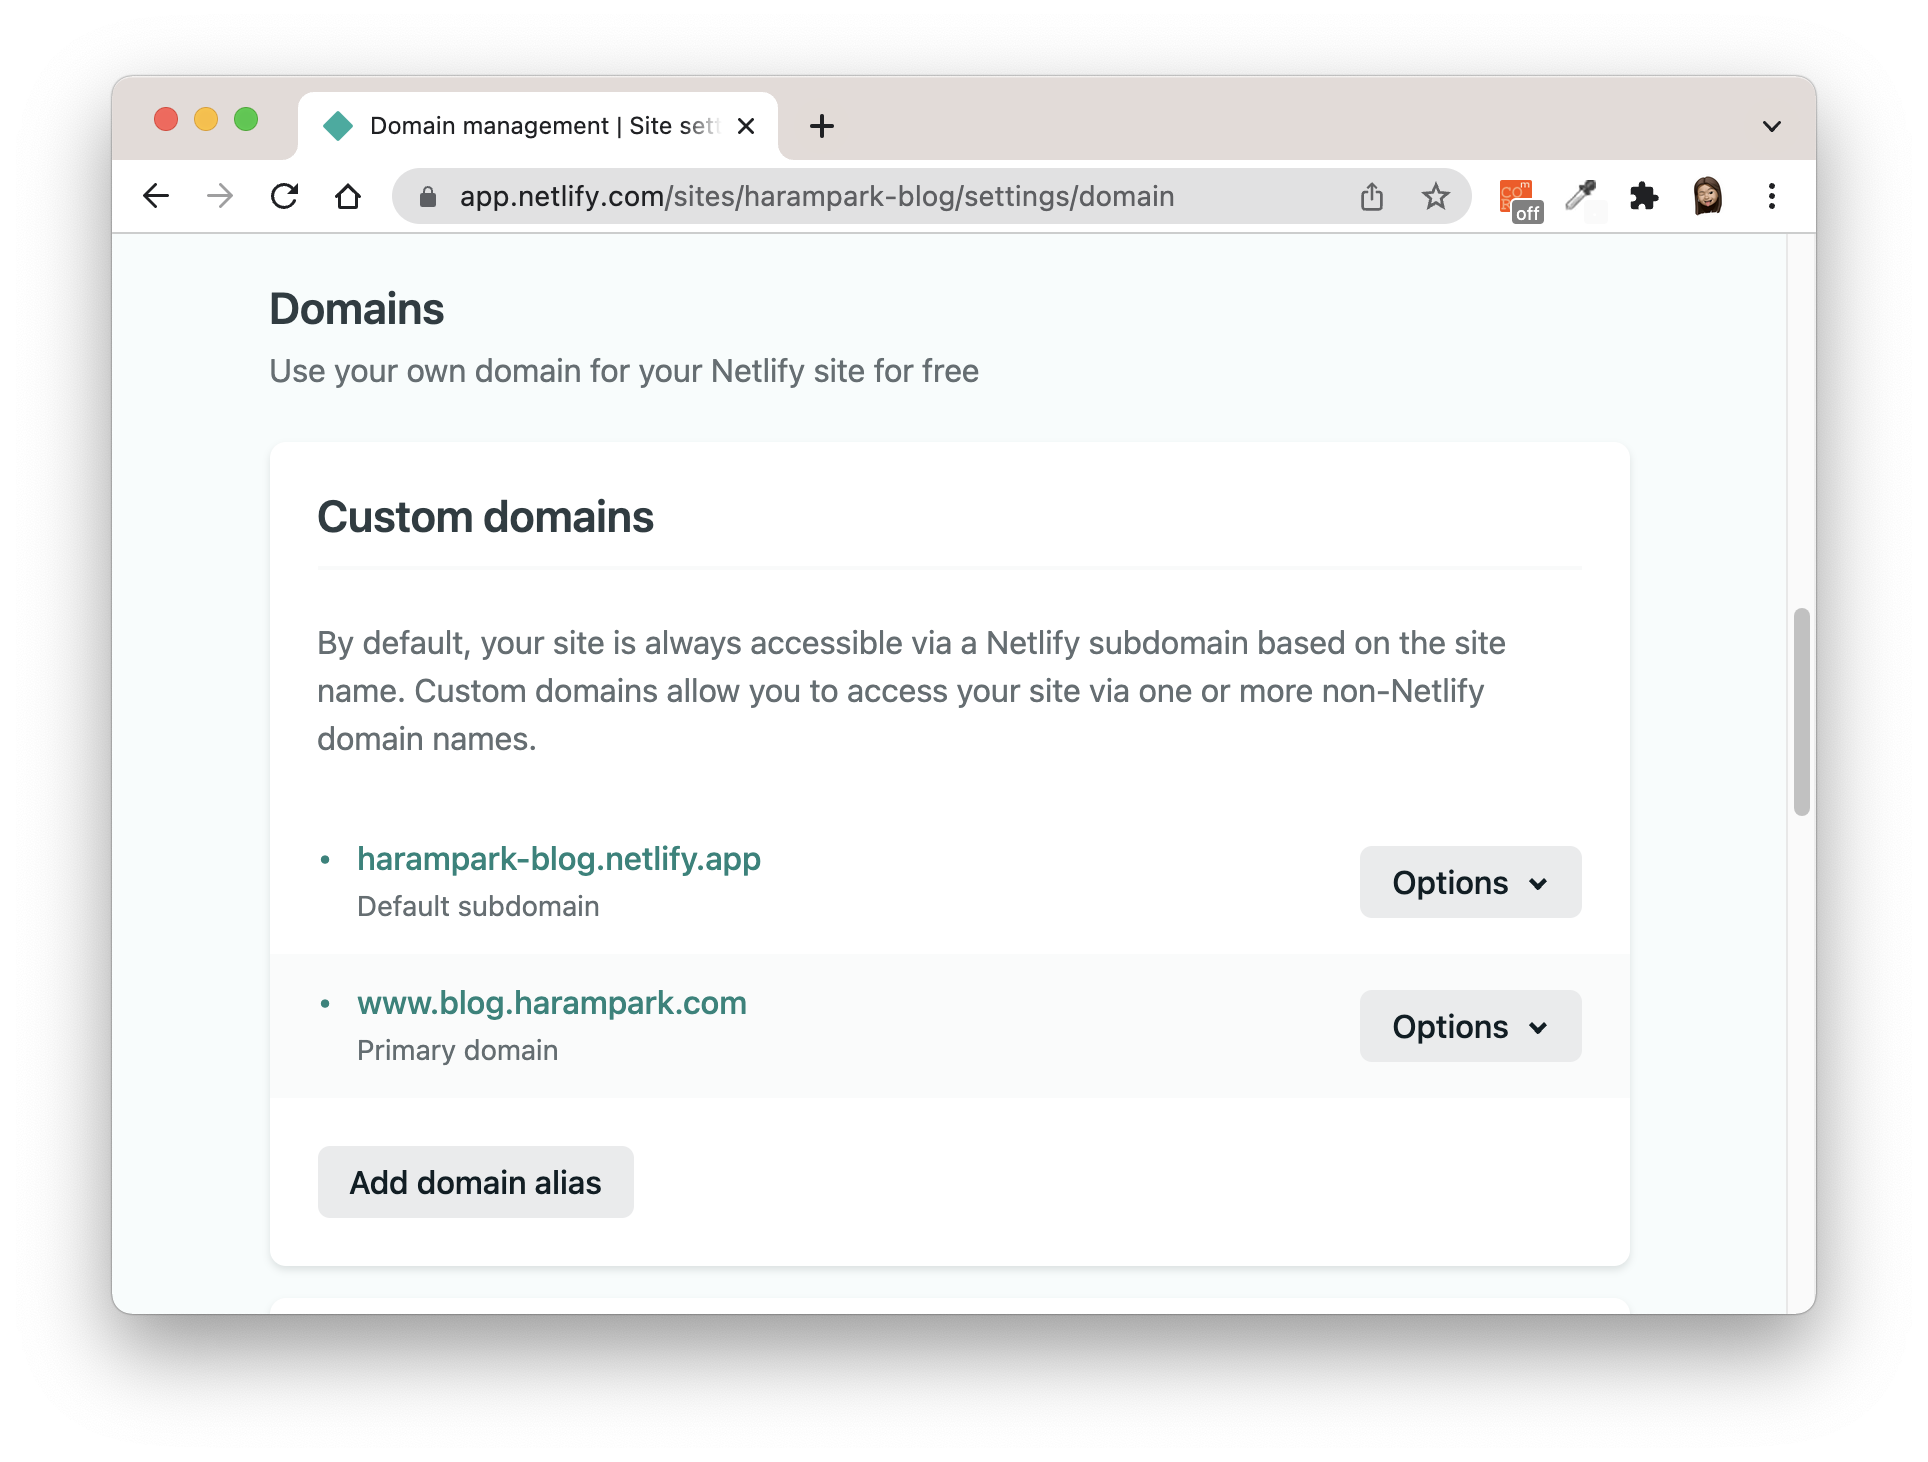 Domain management | Site sett
app.netlify.com/sites/harampark-blog/settings/domain
off
Domains
Use your own domain for your Netlify site for free
Custom domains
By default, your site is always accessible via a Netlify subdomain based on the site
name. Custom domains allow you to access your site via one or more non-Netlify
domain names.
• harampark-blog.netlify.app
Default subdomain
Options
• www.blog.harampark.com
Primary domain
Options
Add domain alias